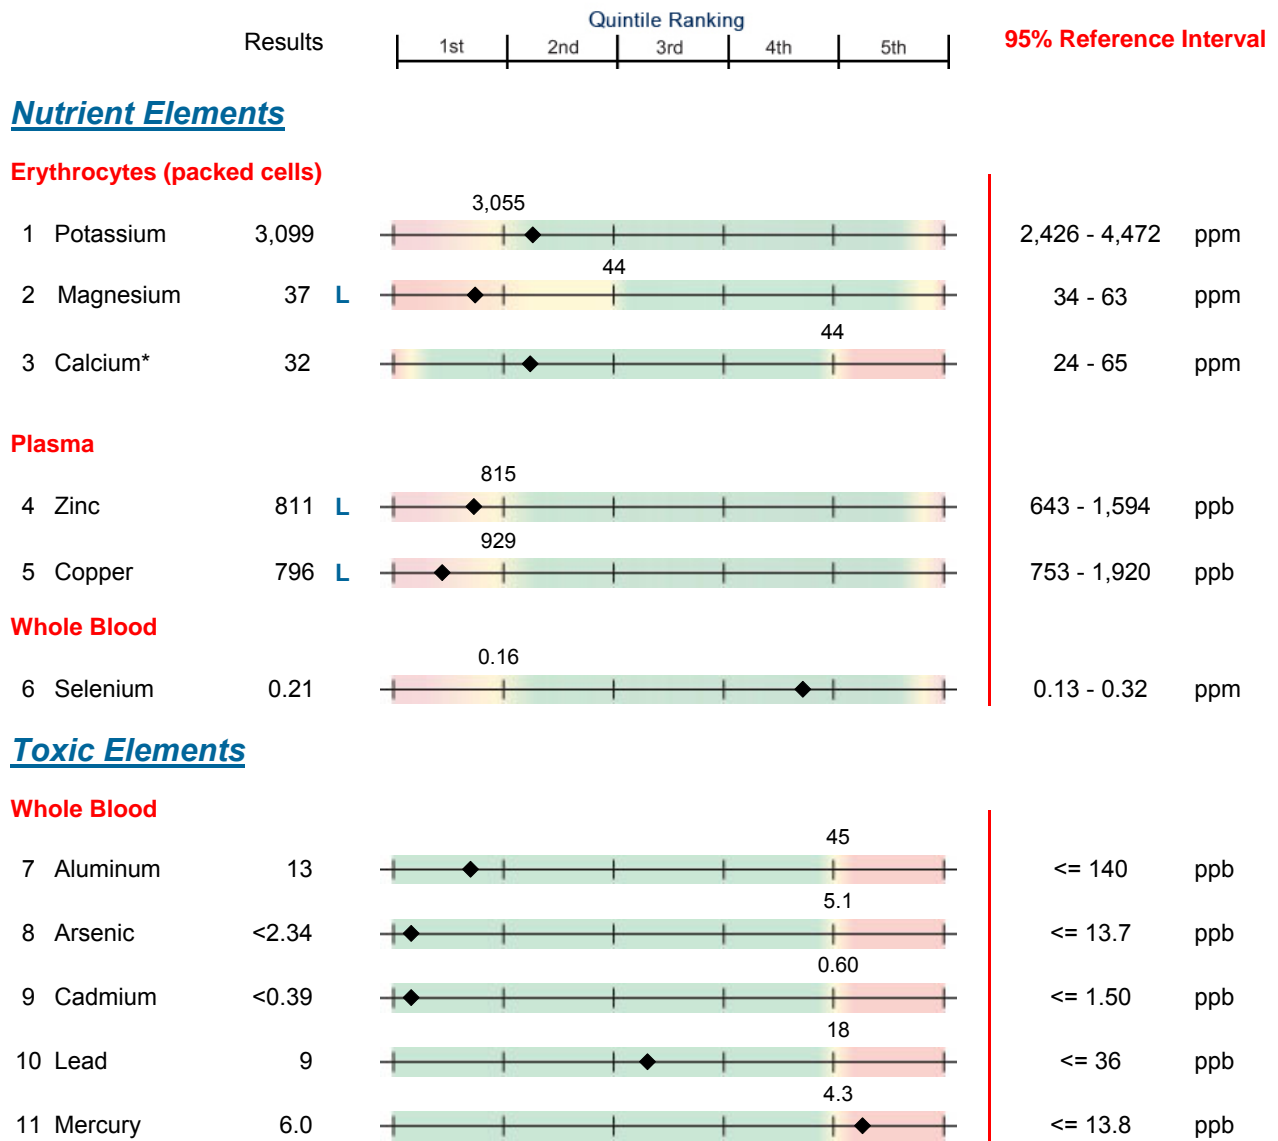 Quintile Ranking
Results 1st 2nd 3rd 4th 5th 95% Reference Interval
Nutrient Elements
Erythrocytes (packed cells)
3,055
1 Potassium 3,099 2,426 - 4,472 ppm
44
2 Magnesium 37 L 34 - 63 ppm
44
3 Calcium* 32 24 - 65 ppm
Plasma
815
4 Zinc 811 L 643 - 1,594 ppb
929
5 Copper 796 L 753 - 1,920 ppb
Whole Blood
0.16
6 Selenium 0.21 0.13 - 0.32 ppm
Toxic Elements
Whole Blood
45
7 Aluminum 13 <= 140 ppb
5.1
8 Arsenic <2.34 <= 13.7 ppb
0.60
9 Cadmium <0.39 <= 1.50 ppb
18
10 Lead 9 <= 36 ppb
4.3
11 Mercury 6.0 <= 13.8 ppb